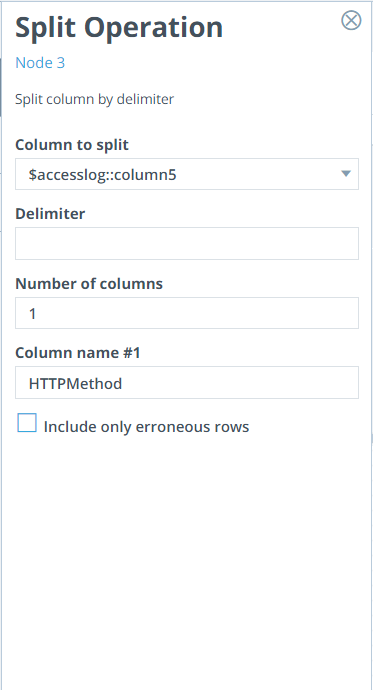 Split Operation
Node 3
Split column by delimiter
Column to split
$accesslog::column5
Delimiter
Number of columns
1
Column name #1
HTTPMethod
Include only erroneous rows